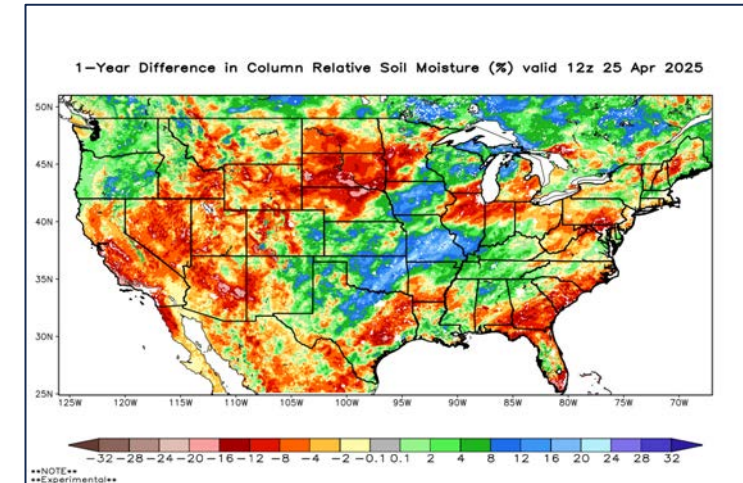 1-Year Difference in Column Relative Soil Moisture (%) valid 12z 25 Apr 2025
50N
45N
40N
35N
30N
25N
125W 120W 115W 110W 105W 100W 95W 90W 85W 80W 75W 70W
-32 -28 -24 -20 -16 -12 -8 -4 -2 -0.1 0.1 2 4 8 12 16 20 24 28 32
**NOTE**
**Experimental**